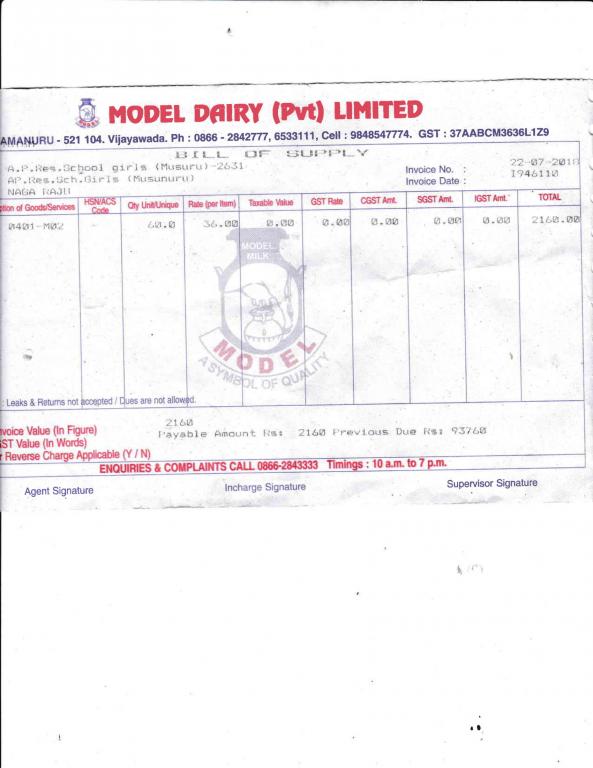 MODEL DAIRY (Pvt) LIMITED
AMANURU - 521 104. Vijayawada. Ph : 0866 - 2842777, 6533111, Cell : 9848547774. GST : 37AABCM3636L1Z9
BILL OF SUPPLY
A.P.Res.School girls (Musuru)-2631
AP.Res.Sch.Girls (Musunuru)
NAGA RAJU
Invoice No. : 22-07-2018
Invoice Date : I946110
tion of Goods/Services HSN/ACS Code Qty Unit/Unique Rate (per Item) Taxable Value GST Rate CGST Amt. SGST Amt. IGST Amt. TOTAL
0401-M02 - 60.0 36.00 0.00 0.00 0.00 0.00 0.00 2160.00
MODEL
MILK
MODEL
A SYMBOL OF QUALITY
: Leaks & Returns not accepted / Dues are not allowed.
nvoice Value (In Figure) 2160
Payable Amount Rs: 2160 Previous Due Rs: 93760
ST Value (In Words)
r Reverse Charge Applicable (Y / N)
ENQUIRIES & COMPLAINTS CALL 0866-2843333 Timings : 10 a.m. to 7 p.m.
Agent Signature Incharge Signature Supervisor Signature